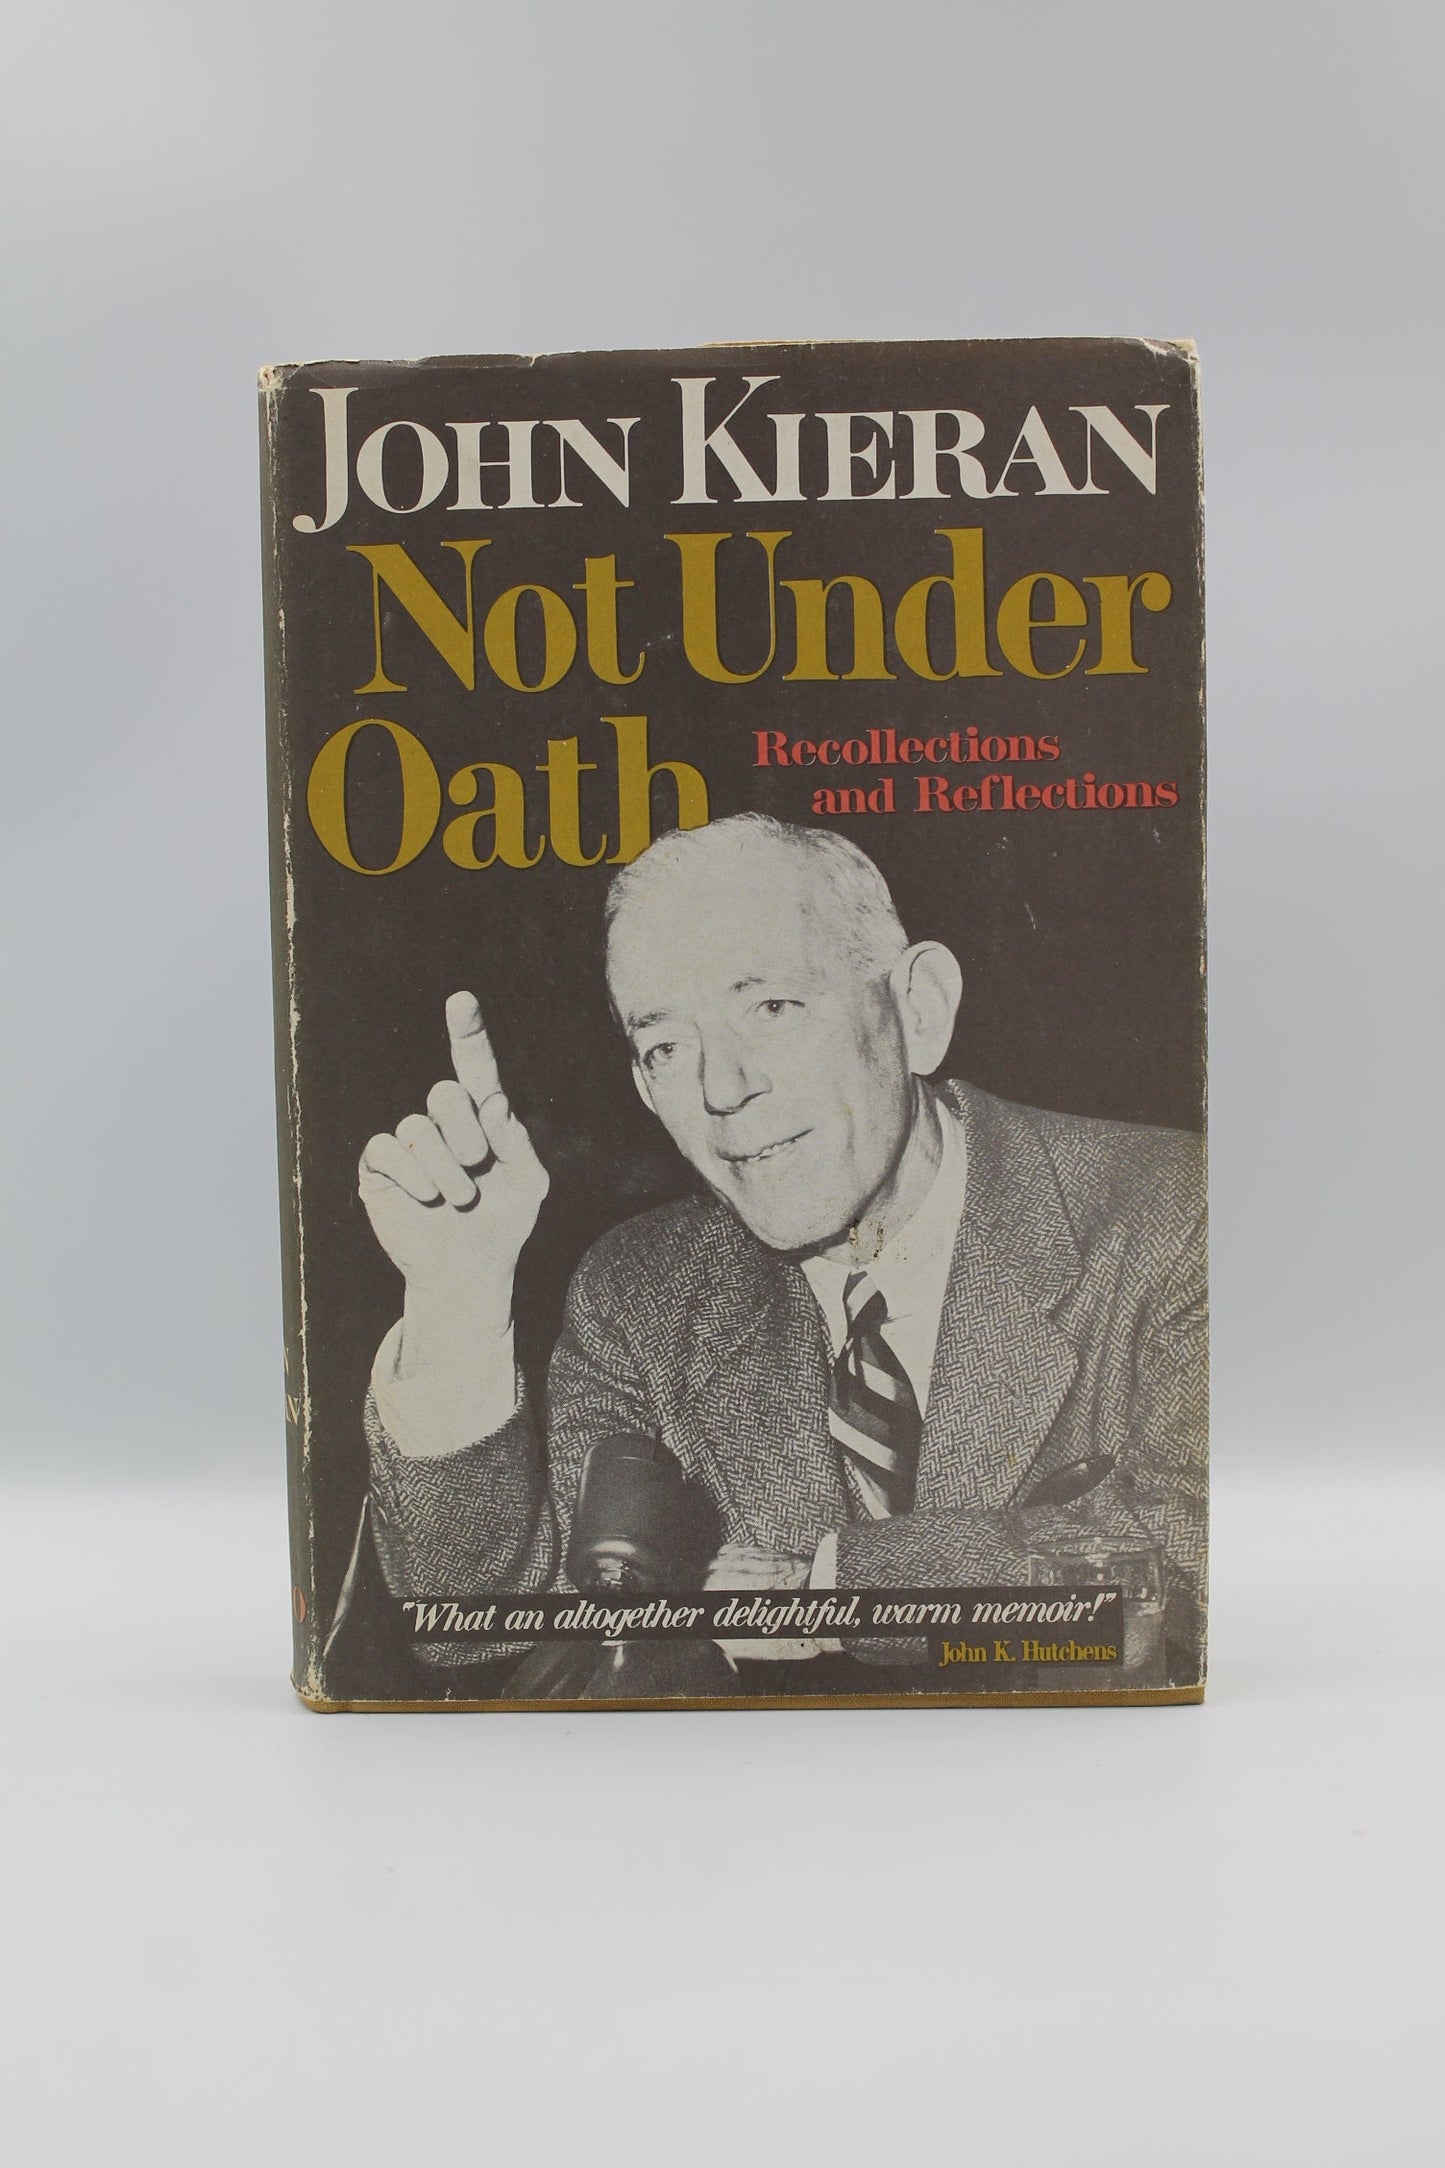 JOHN KIERAN
Not Under
Oath
Recollections
and Reflections
"What an altogether delightful, warm memoir!"
John K. Hutchens